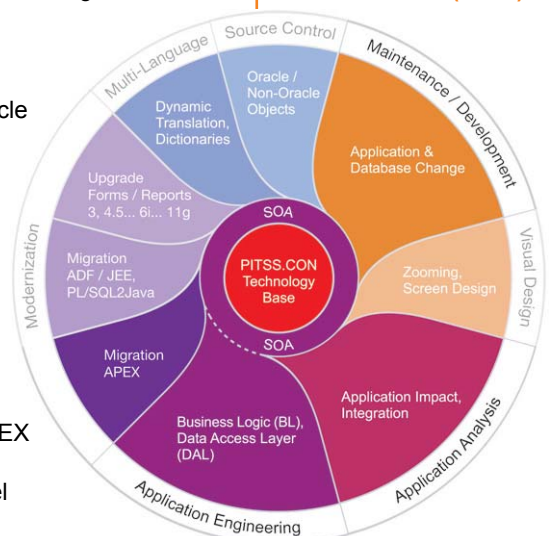 Source Control
Multi-Language
Maintenance / Development
Oracle /
Non-Oracle
Objects
Dynamic
Translation,
Dictionaries
Application &
Database Change
Upgrade
Forms / Reports
3, 4.5... 6i... 11g
SOA
Visual Design
Modernization
Migration
ADF / JEE,
PL/SQL2Java
PITSS.CON
Technology
Base
Zooming,
Screen Design
SOA
Migration
APEX
Application Impact,
Integration
Business Logic (BL),
Data Access Layer
(DAL)
Application Analysis
Application Engineering